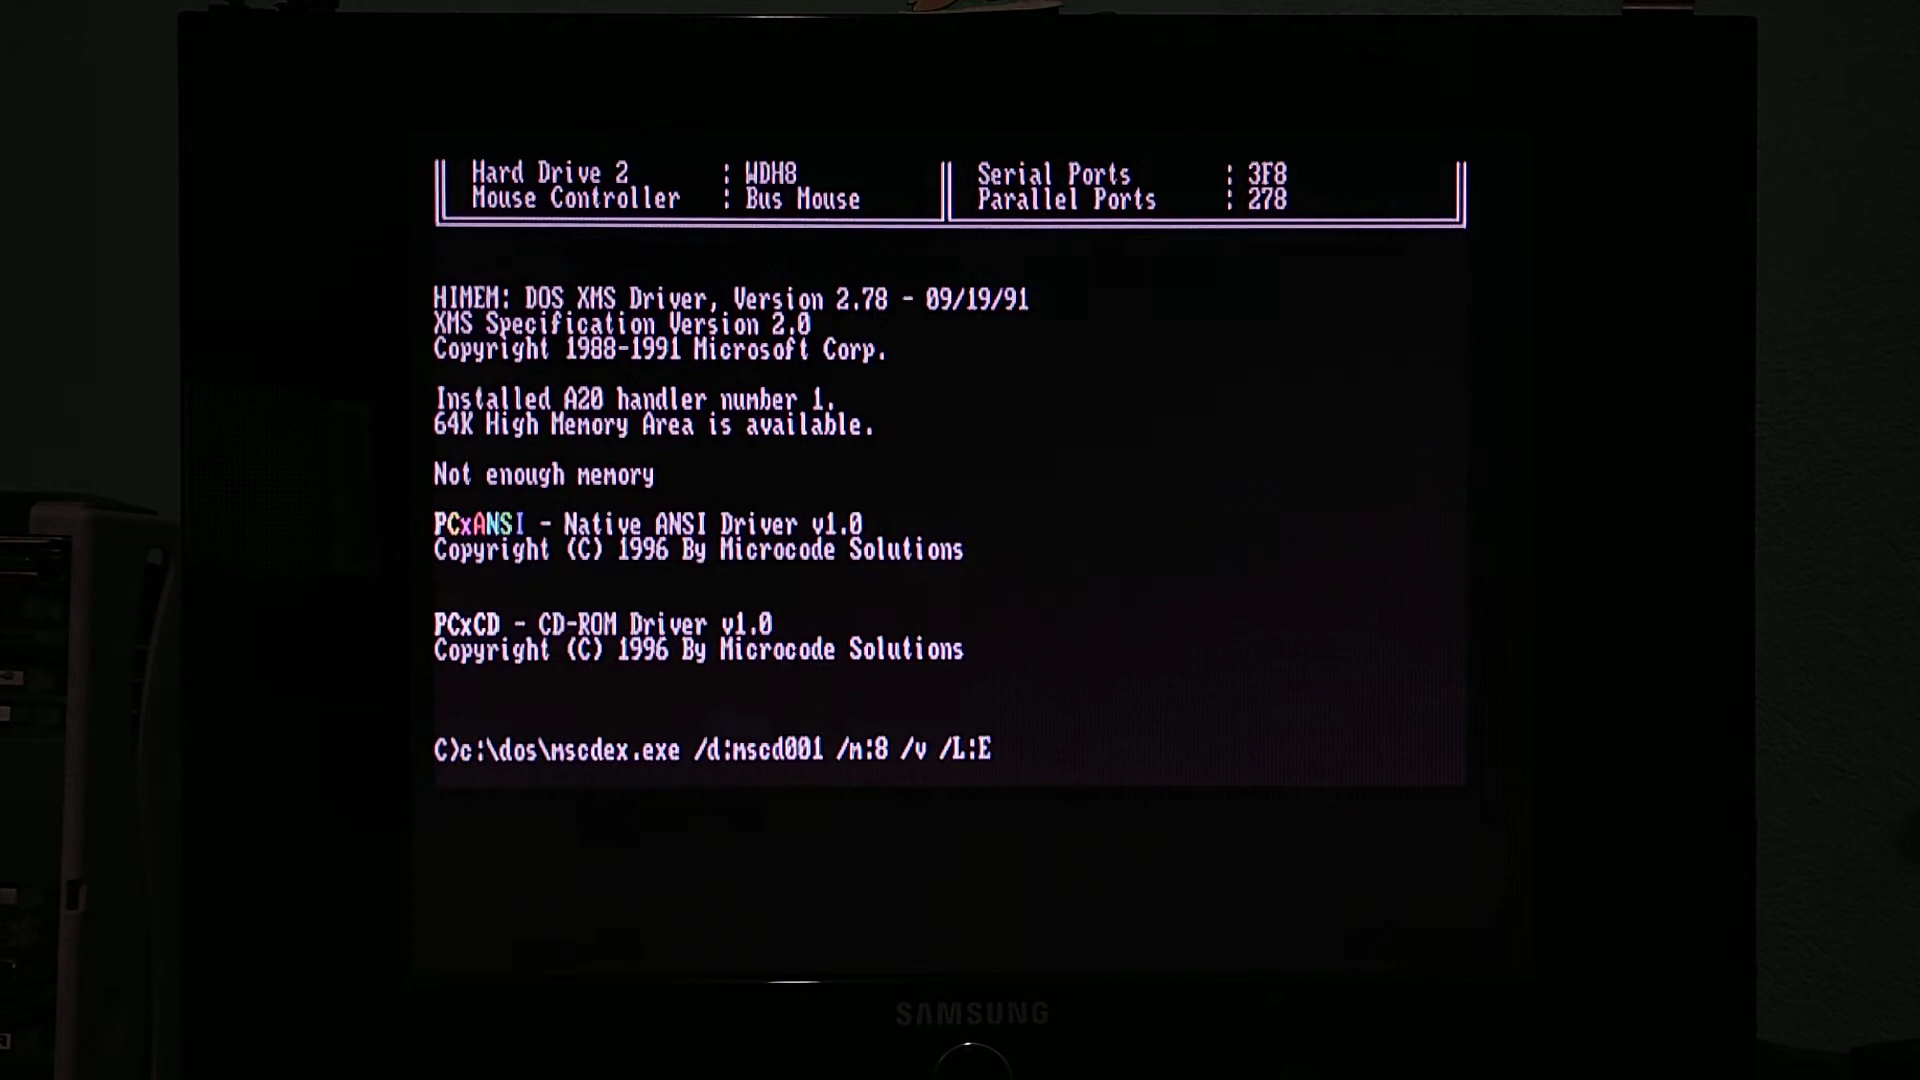 Hard Drive 2 : WDH8 Serial Ports : 3F8
Mouse Controller : Bus Mouse Parallel Ports : 278
HIMEM: DOS XMS Driver, Version 2.78 - 09/19/91
XMS Specification Version 2.0
Copyright 1988-1991 Microsoft Corp.
Installed A20 handler number 1.
64K High Memory Area is available.
Not enough memory
PCxANSI - Native ANSI Driver v1.0
Copyright (C) 1996 By Microcode Solutions
PCxCD - CD-ROM Driver v1.0
Copyright (C) 1996 By Microcode Solutions
C>c:\dos\mscdex.exe /d:mscd001 /m:8 /v /L:E
SAMSUNG